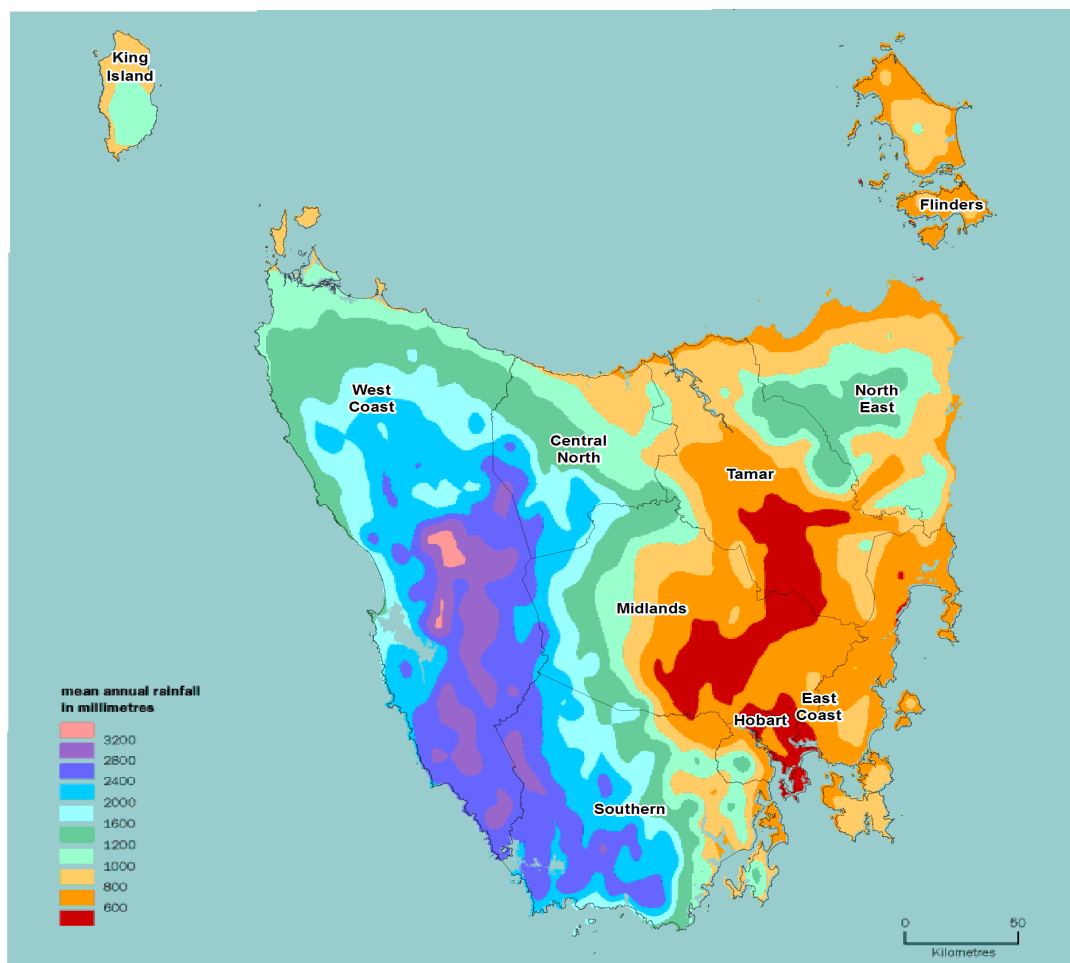 King
Island
Flinders
West
Coast
North
East
Central
North
Tamar
Midlands
East
Coast
Hobart
Southern
mean annual rainfall
in millimetres
3200
2800
2400
2000
1600
1200
1000
800
600
0 50
Kilometres